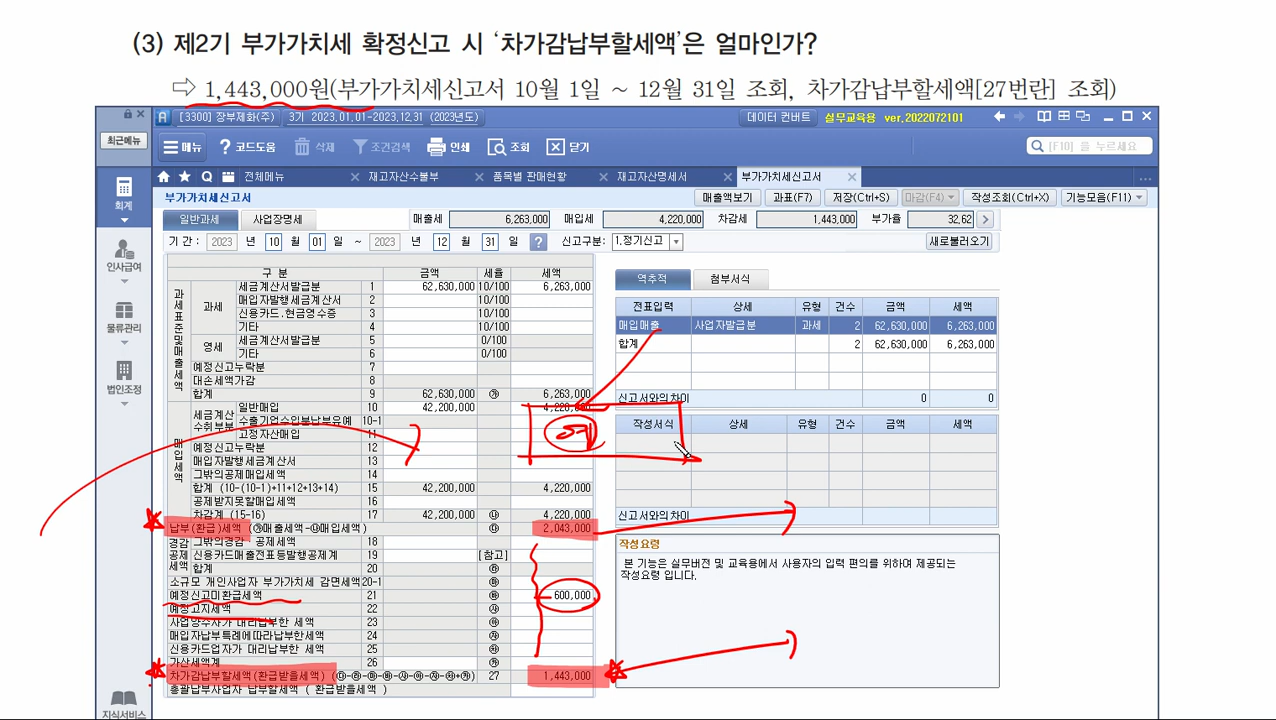 (3) 제2기 부가가치세 확정신고 시 '차가감납부할세액'은 얼마인가?
⇨ 1,443,000원(부가가치세신고서 10월 1일 ~ 12월 31일 조회, 차가감납부할세액[27번란] 조회)
[3300] 장부제화(주) 3기 2023.01.01-2023.12.31 (2023년도) 데이터 컨버트 실무교육용 ver.2022072101
최근메뉴 메뉴 코드도움 삭제 조건검색 인쇄 조회 닫기 [F10] 을 누르세요
전체메뉴 재고자산수불부 품목별 판매현황 재고자산명세서 부가가치세신고서
회계
인사급여
물류관리
법인조정
지식서비스
부가가치세신고서 매출액보기 과표(F7) 저장(Ctrl+S) 마감(F4) 작성조회(Ctrl+X) 기능모음(F11)
일반과세 사업장명세 매출세 6,263,000 매입세 4,220,000 차감세 1,443,000 부가율 32.62
기 간 : 2023 년 10 월 01 일 ~ 2023 년 12 월 31 일 ? 신고구분: 1.정기신고 새로불러오기
구 분 금액 세율 세액
과세표준및매출세액
과세
세금계산서발급분 1 62,630,000 10/100 6,263,000
매입자발행세금계산서 2 10/100
신용카드.현금영수증 3 10/100
기타 4 10/100
영세
세금계산서발급분 5 0/100
기타 6 0/100
예정신고누락분 7
대손세액가감 8
합계 9 62,630,000 ㉮ 6,263,000
매입세액
세금계산
수취부분
일반매입 10 42,200,000 4,220,000
수출기업수입분납부유예 10-1
고정자산매입 11
예정신고누락분 12
매입자발행세금계산서 13
그밖의공제매입세액 14
합계 (10-(10-1)+11+12+13+14) 15 42,200,000 4,220,000
공제받지못할매입세액 16
차감계 (15-16) 17 42,200,000 ㉯ 4,220,000
납부(환급)세액 (㉮매출세액-㉯매입세액) ㉰ 2,043,000
경감
공제
세액
그밖의경감 공제세액 18
신용카드매출전표등발행공제계 19 [참고]
합계 20
소규모 개인사업자 부가가치세 감면세액 20-1
예정신고미환급세액 21 600,000
예정고지세액 22
사업양수자가 대리납부한 세액 23
매입자납부특례에따라납부한세액 24
신용카드업자가 대리납부한 세액 25
가산세액계 26
차가감납부할세액(환급받을세액) 27 1,443,000
총괄납부사업자 납부할세액 (환급받을세액)
역추적 첨부서식
전표입력 상세 유형 건수 금액 세액
매입매출 사업자발급분 과세 2 62,630,000 6,263,000
합계 2 62,630,000 6,263,000
신고서와의차이 0 0
작성서식 상세 유형 건수 금액 세액
신고서와의차이
작성요령
본 기능은 실무버전 및 교육용에서 사용자의 입력 편의를 위하여 제공되는
작성요령 입니다.